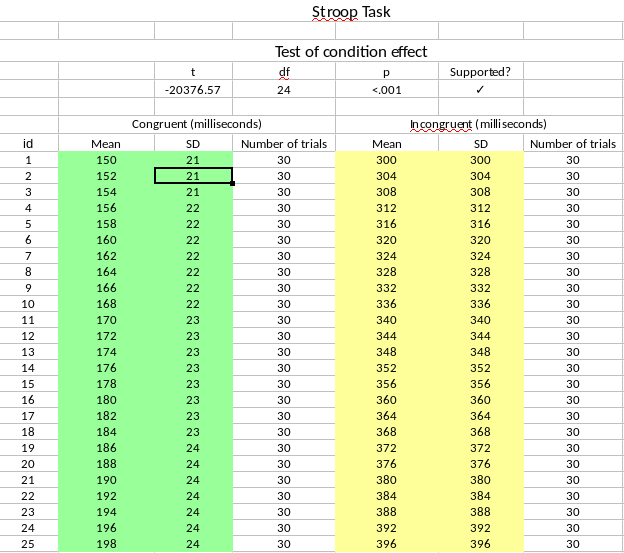 Stroop Task
Test of condition effect
t df p Supported?
-20376.57 24 <.001 ✓
Congruent (milliseconds) Incongruent (milliseconds)
id Mean SD Number of trials Mean SD Number of trials
1 150 21 30 300 300 30
2 152 21 30 304 304 30
3 154 21 30 308 308 30
4 156 22 30 312 312 30
5 158 22 30 316 316 30
6 160 22 30 320 320 30
7 162 22 30 324 324 30
8 164 22 30 328 328 30
9 166 22 30 332 332 30
10 168 22 30 336 336 30
11 170 23 30 340 340 30
12 172 23 30 344 344 30
13 174 23 30 348 348 30
14 176 23 30 352 352 30
15 178 23 30 356 356 30
16 180 23 30 360 360 30
17 182 23 30 364 364 30
18 184 23 30 368 368 30
19 186 24 30 372 372 30
20 188 24 30 376 376 30
21 190 24 30 380 380 30
22 192 24 30 384 384 30
23 194 24 30 388 388 30
24 196 24 30 392 392 30
25 198 24 30 396 396 30